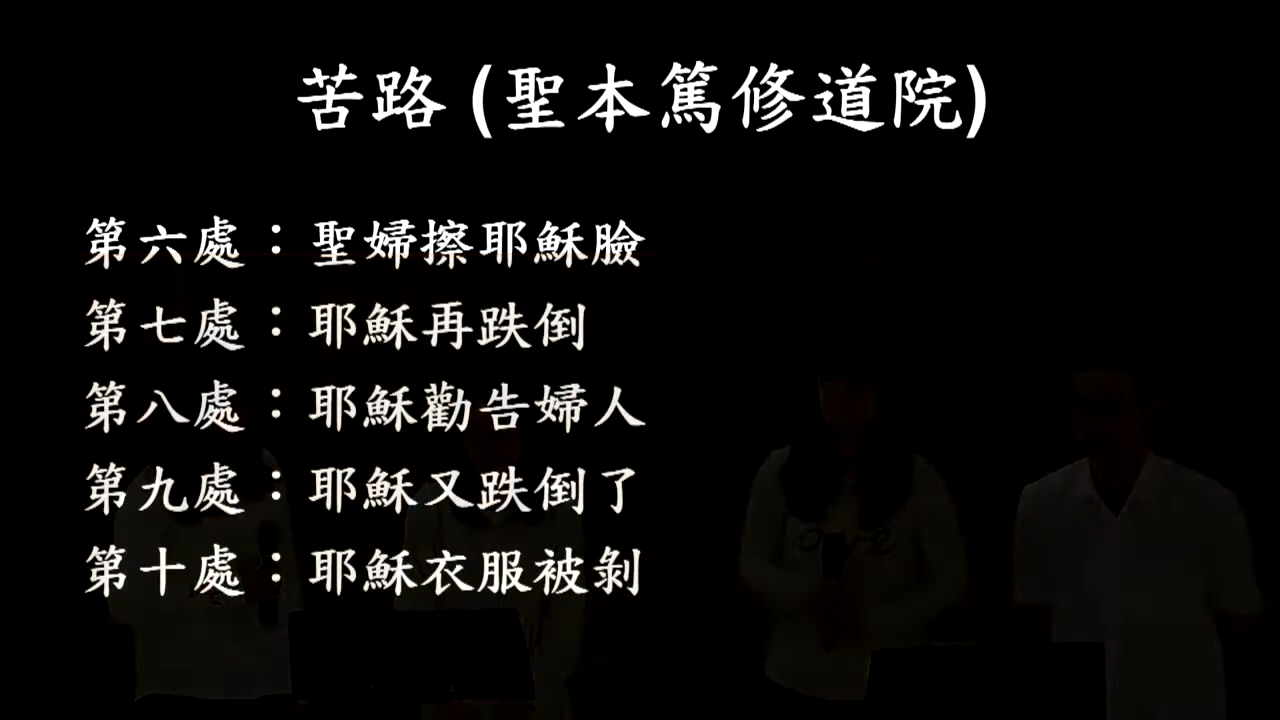 苦路 (聖本篤修道院)
第六處：聖婦擦耶穌臉
第七處：耶穌再跌倒
第八處：耶穌勸告婦人
第九處：耶穌又跌倒了
第十處：耶穌衣服被剝